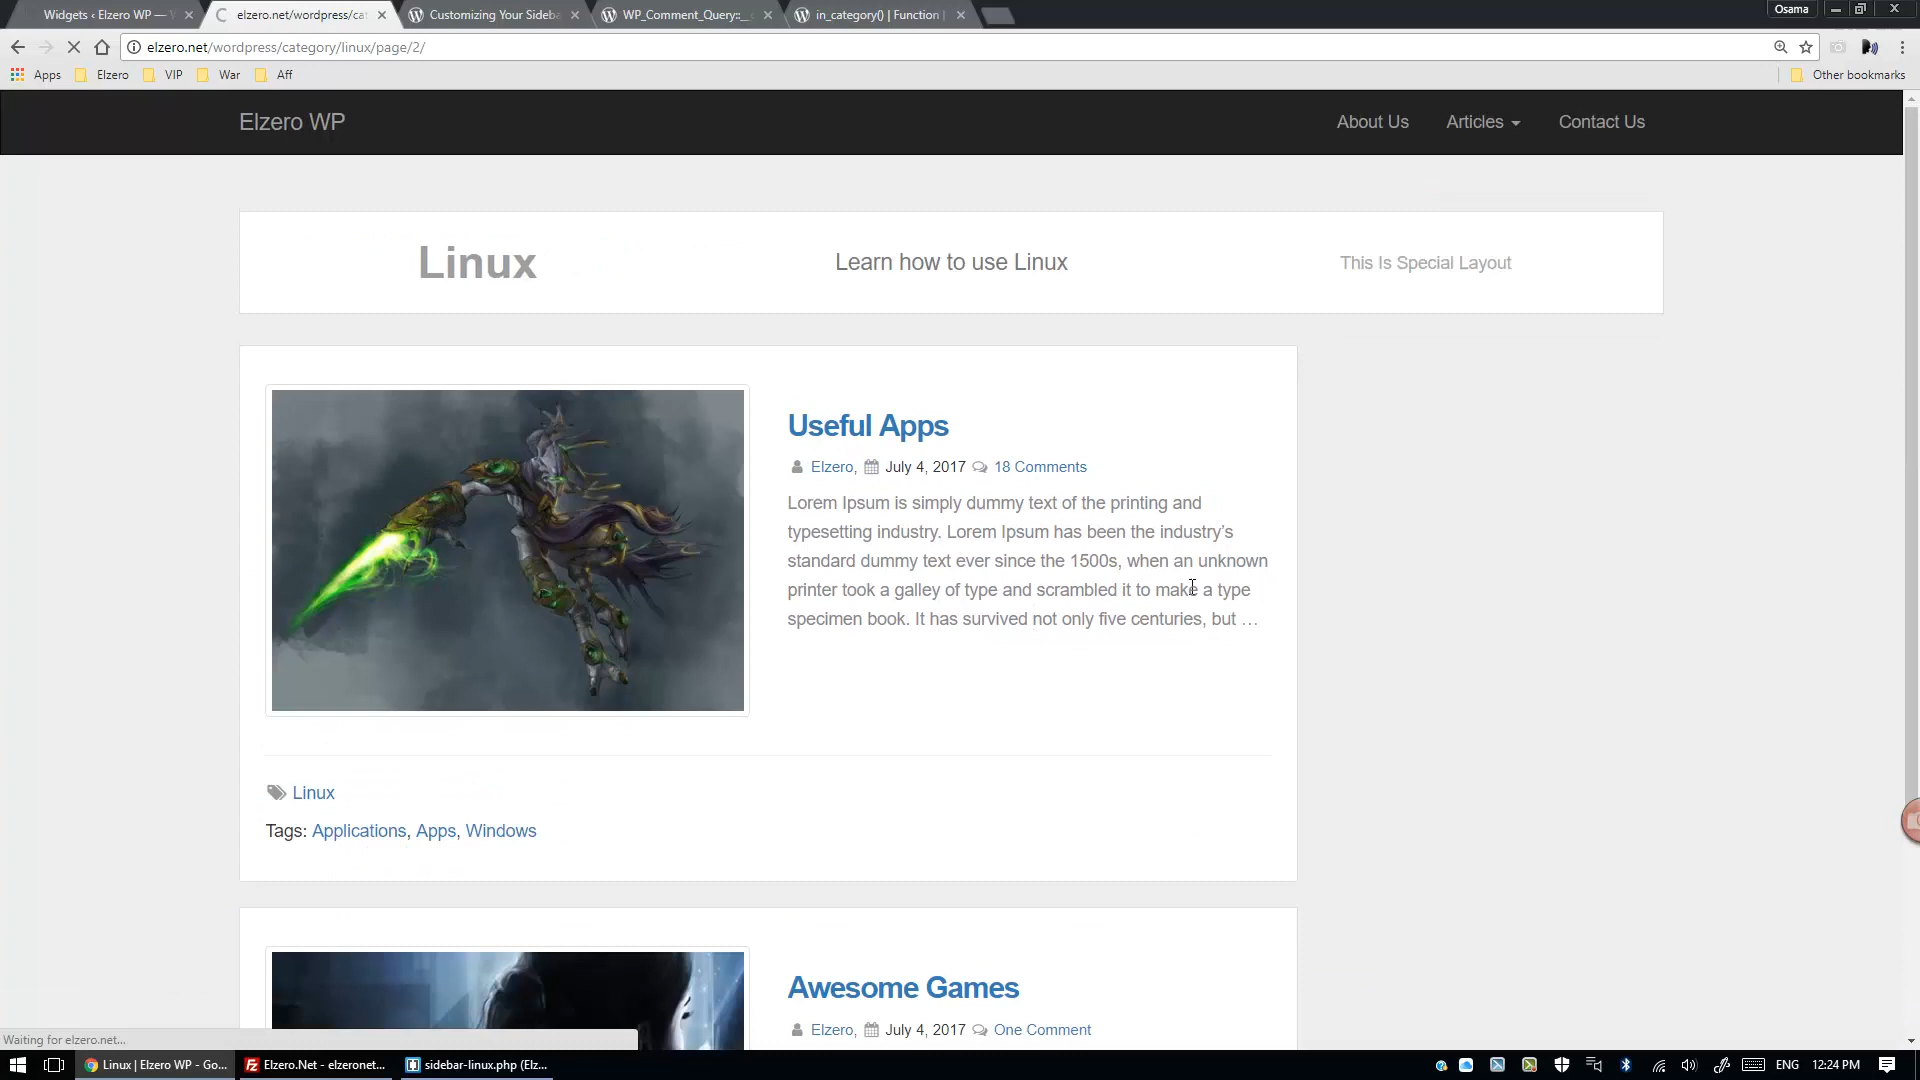 Widgets ‹ Elzero WP —
elzero.net/wordpress/ca
Customizing Your Sideba
WP_Comment_Query::__
in_category() | Function |
Osama
elzero.net/wordpress/category/linux/page/2/
Apps
Elzero
VIP
War
Aff
Other bookmarks
Elzero WP
About Us
Articles
Contact Us
Linux
Learn how to use Linux
This Is Special Layout
Useful Apps
Elzero, July 4, 2017 18 Comments
Lorem Ipsum is simply dummy text of the printing and
typesetting industry. Lorem Ipsum has been the industry’s
standard dummy text ever since the 1500s, when an unknown
printer took a galley of type and scrambled it to make a type
specimen book. It has survived not only five centuries, but …
Linux
Tags: Applications, Apps, Windows
Awesome Games
Elzero, July 4, 2017 One Comment
Waiting for elzero.net...
Linux | Elzero WP - Go...
Elzero.Net - elzeronet...
sidebar-linux.php (Elz...
ENG
12:24 PM